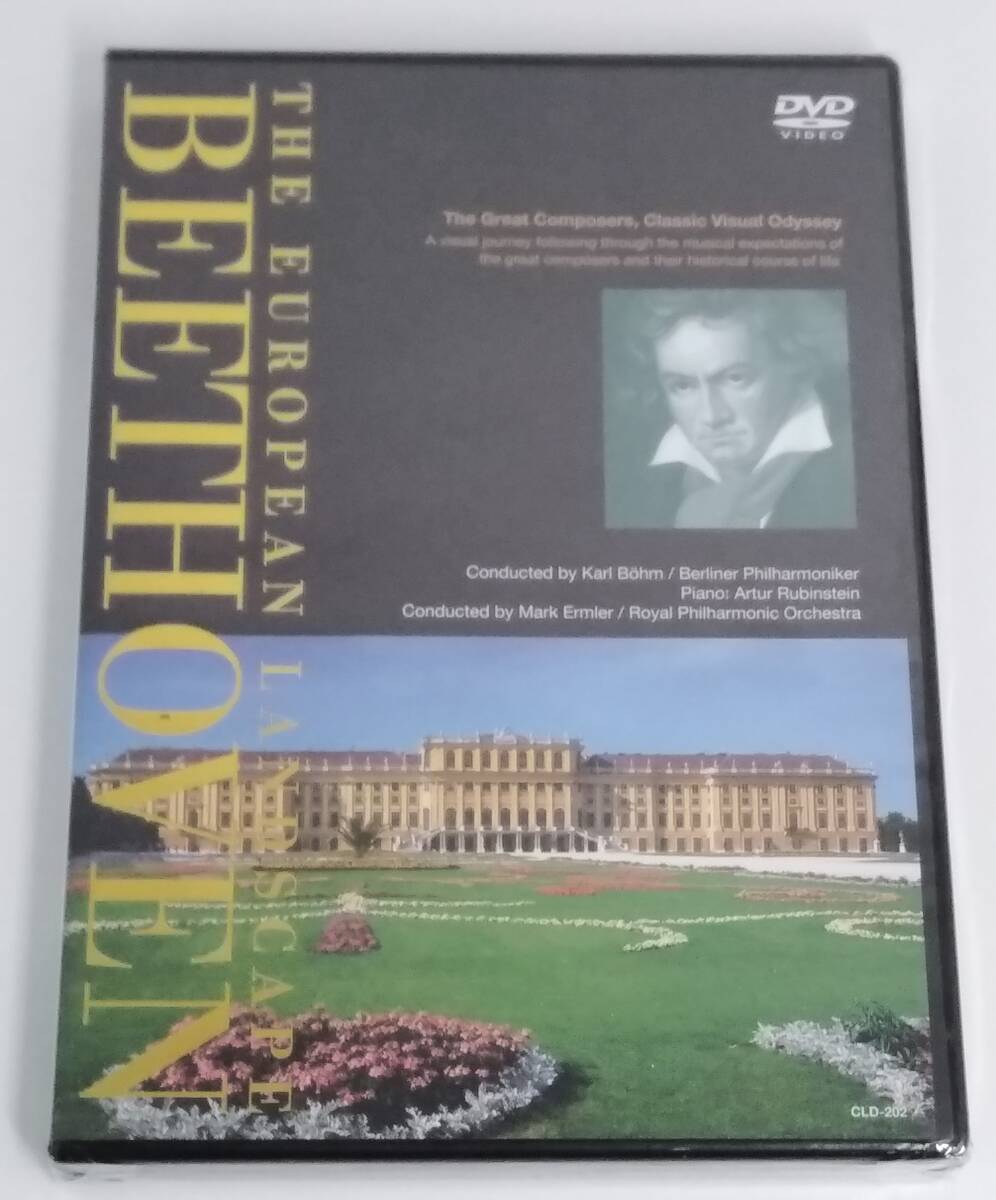 THE EUROPEAN LANDSCAPE
BEETHOVEN
DVD
VIDEO
The Great Composers, Classic Visual Odyssey
A visual journey following through the musical expectations of
the great composers and their historical course of life
Conducted by Karl Böhm / Berliner Philharmoniker
Piano: Artur Rubinstein
Conducted by Mark Ermler / Royal Philharmonic Orchestra
CLD-202